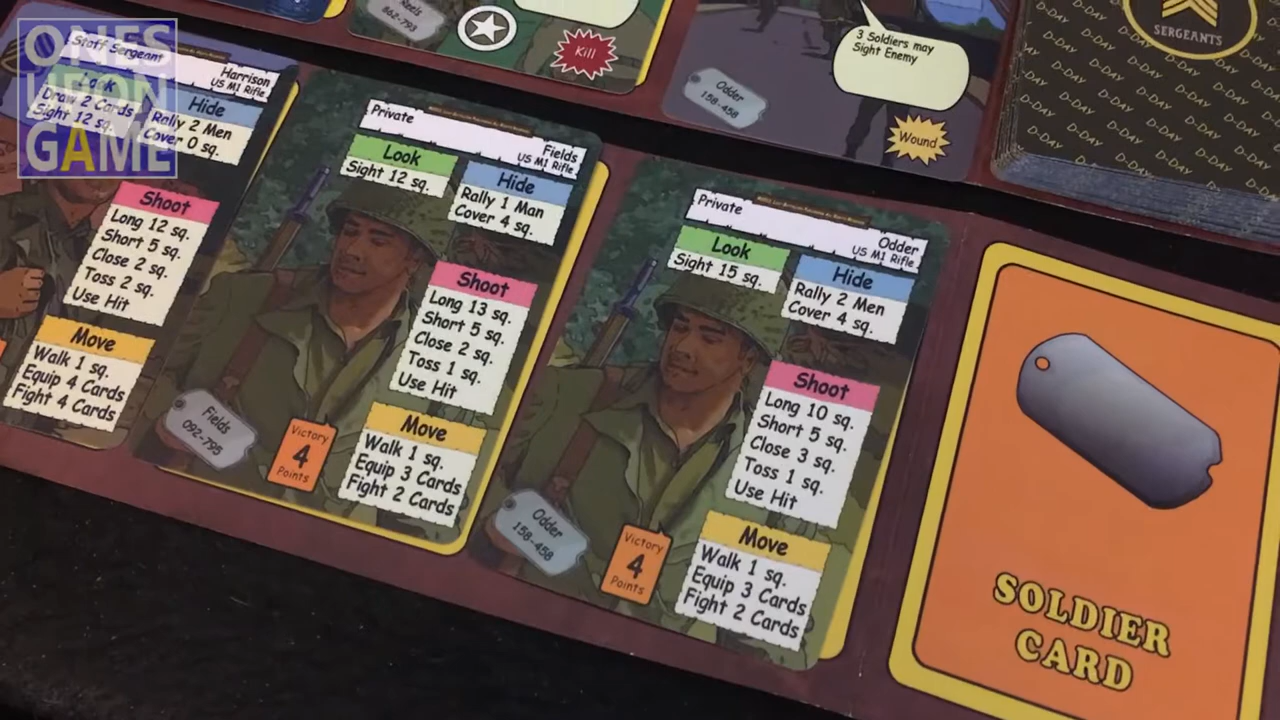 ONES
UPON
GAME
Staff Sergeant
Harrison
US M1 Rifle
Look
Draw 2 Cards
Sight 12 sq.
Hide
Rally 2 Men
Cover 0 sq.
Shoot
Long 12 sq.
Short 5 sq.
Close 2 sq.
Toss 2 sq.
Use Hit
Move
Walk 1 sq.
Equip 4 Cards
Fight 4 Cards
862-793
Kill
3 Soldiers may
Sight Enemy
Odder
158-458
Wound
D-DAY
SERGEANTS
Private
Fields
US M1 Rifle
Look
Sight 12 sq.
Hide
Rally 1 Man
Cover 4 sq.
Shoot
Long 13 sq.
Short 5 sq.
Close 2 sq.
Toss 1 sq.
Use Hit
Move
Walk 1 sq.
Equip 3 Cards
Fight 2 Cards
Fields
092-795
Victory
4
Points
Private
Odder
US M1 Rifle
Look
Sight 15 sq.
Hide
Rally 2 Men
Cover 4 sq.
Shoot
Long 10 sq.
Short 5 sq.
Close 3 sq.
Toss 1 sq.
Use Hit
Move
Walk 1 sq.
Equip 3 Cards
Fight 2 Cards
Odder
158-458
Victory
4
Points
SOLDIER
CARD